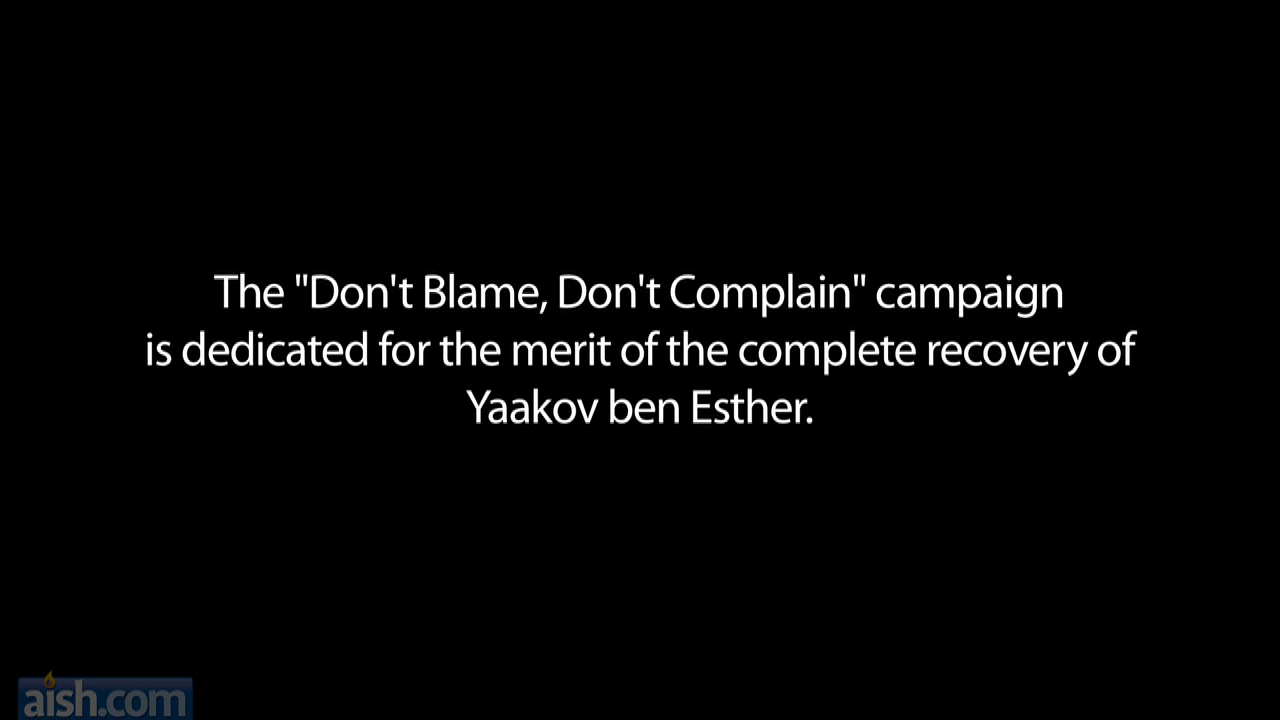 The "Don't Blame, Don't Complain" campaign
is dedicated for the merit of the complete recovery of
Yaakov ben Esther.
aish.com